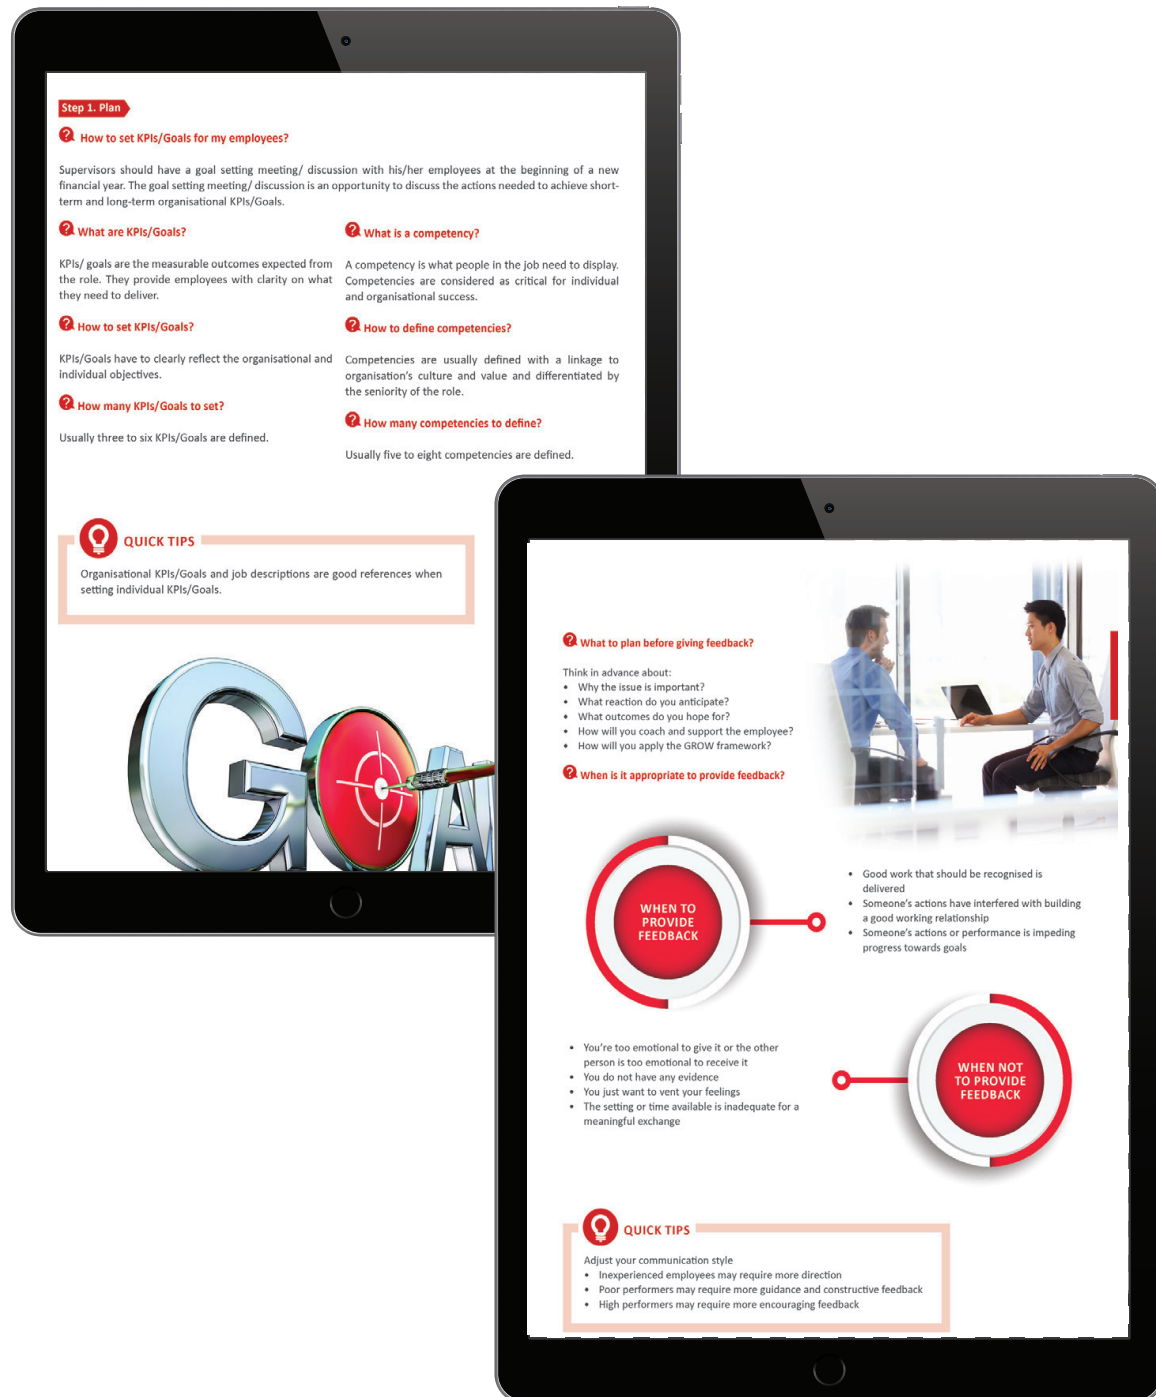 Step 1. Plan
How to set KPIs/Goals for my employees?
Supervisors should have a goal setting meeting/ discussion with his/her employees at the beginning of a new
financial year. The goal setting meeting/ discussion is an opportunity to discuss the actions needed to achieve short-
term and long-term organisational KPIs/Goals.
What are KPIs/Goals?
KPIs/ goals are the measurable outcomes expected from
the role. They provide employees with clarity on what
they need to deliver.
How to set KPIs/Goals?
KPIs/Goals have to clearly reflect the organisational and
individual objectives.
How many KPIs/Goals to set?
Usually three to six KPIs/Goals are defined.
What is a competency?
A competency is what people in the job need to display.
Competencies are considered as critical for individual
and organisational success.
How to define competencies?
Competencies are usually defined with a linkage to
organisation's culture and value and differentiated by
the seniority of the role.
How many competencies to define?
Usually five to eight competencies are defined.
QUICK TIPS
Organisational KPIs/Goals and job descriptions are good references when
setting individual KPIs/Goals.
GOA
What to plan before giving feedback?
Think in advance about:
• Why the issue is important?
• What reaction do you anticipate?
• What outcomes do you hope for?
• How will you coach and support the employee?
• How will you apply the GROW framework?
When is it appropriate to provide feedback?
WHEN TO
PROVIDE
FEEDBACK
• Good work that should be recognised is
delivered
• Someone's actions have interfered with building
a good working relationship
• Someone's actions or performance is impeding
progress towards goals
• You're too emotional to give it or the other
person is too emotional to receive it
• You do not have any evidence
• You just want to vent your feelings
• The setting or time available is inadequate for a
meaningful exchange
WHEN NOT
TO PROVIDE
FEEDBACK
QUICK TIPS
Adjust your communication style
• Inexperienced employees may require more direction
• Poor performers may require more guidance and constructive feedback
• High performers may require more encouraging feedback